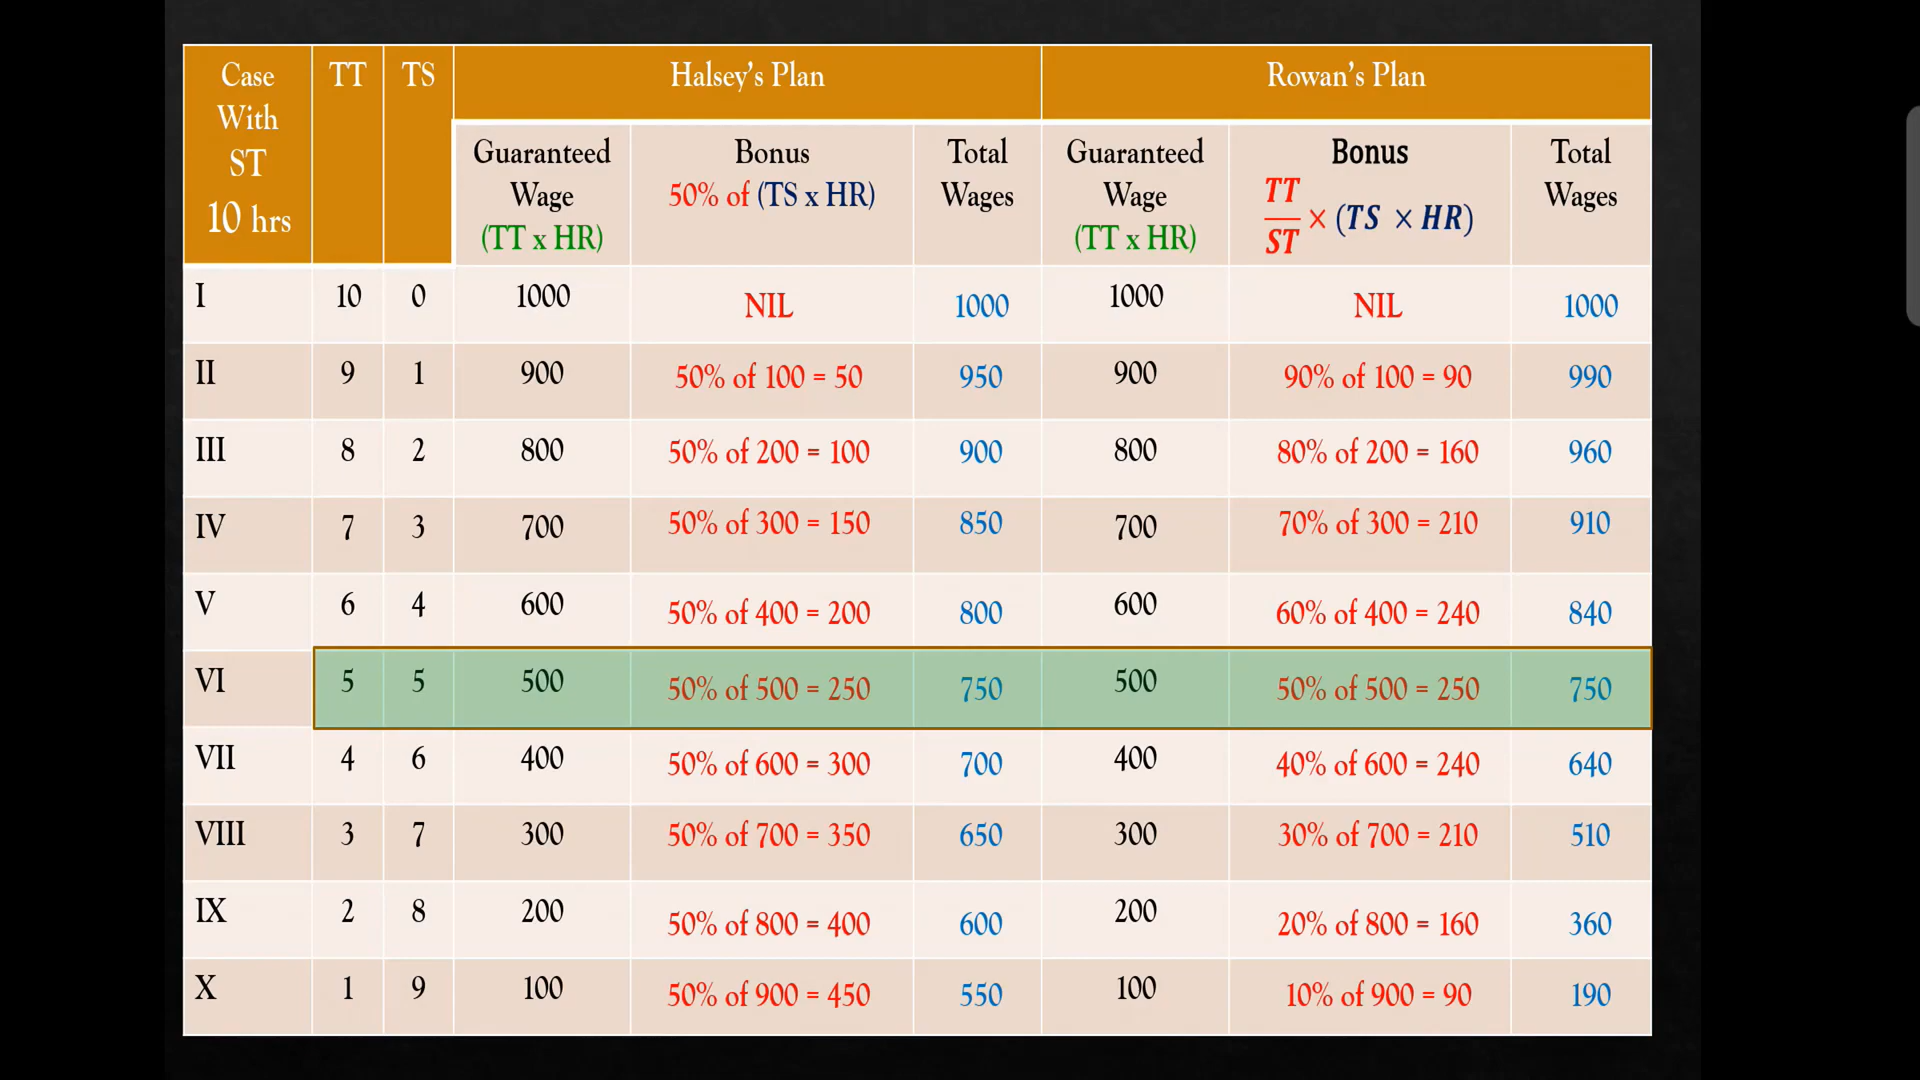 Case With ST 10 hrs | TT | TS | Halsey's Plan | Rowan's Plan
Guaranteed Wage (TT x HR) | Bonus 50% of (TS x HR) | Total Wages | Guaranteed Wage (TT x HR) | Bonus TT/ST × (TS × HR) | Total Wages
I | 10 | 0 | 1000 | NIL | 1000 | 1000 | NIL | 1000
II | 9 | 1 | 900 | 50% of 100 = 50 | 950 | 900 | 90% of 100 = 90 | 990
III | 8 | 2 | 800 | 50% of 200 = 100 | 900 | 800 | 80% of 200 = 160 | 960
IV | 7 | 3 | 700 | 50% of 300 = 150 | 850 | 700 | 70% of 300 = 210 | 910
V | 6 | 4 | 600 | 50% of 400 = 200 | 800 | 600 | 60% of 400 = 240 | 840
VI | 5 | 5 | 500 | 50% of 500 = 250 | 750 | 500 | 50% of 500 = 250 | 750
VII | 4 | 6 | 400 | 50% of 600 = 300 | 700 | 400 | 40% of 600 = 240 | 640
VIII | 3 | 7 | 300 | 50% of 700 = 350 | 650 | 300 | 30% of 700 = 210 | 510
IX | 2 | 8 | 200 | 50% of 800 = 400 | 600 | 200 | 20% of 800 = 160 | 360
X | 1 | 9 | 100 | 50% of 900 = 450 | 550 | 100 | 10% of 900 = 90 | 190